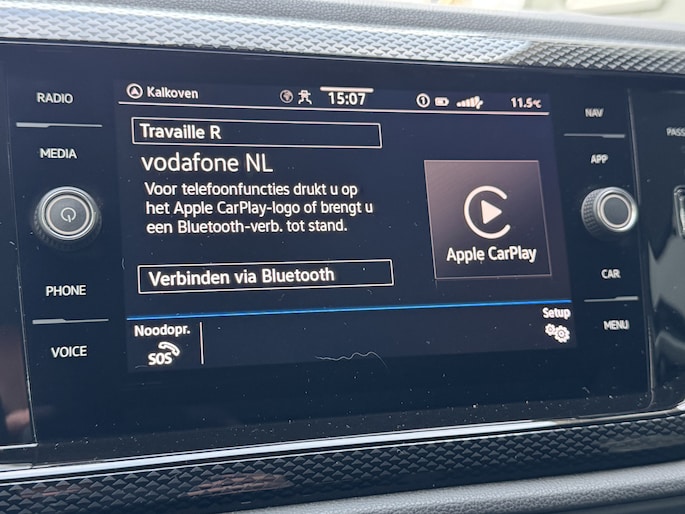 RADIO
MEDIA
PHONE
VOICE
Kalkoven
15:07
1
11.5°C
Travaille R
vodafone NL
Voor telefoonfuncties drukt u op
het Apple CarPlay-logo of brengt u
een Bluetooth-verb. tot stand.
Verbinden via Bluetooth
Apple CarPlay
Noodopr.
SOS
Setup
NAV
APP
CAR
MENU
PASS